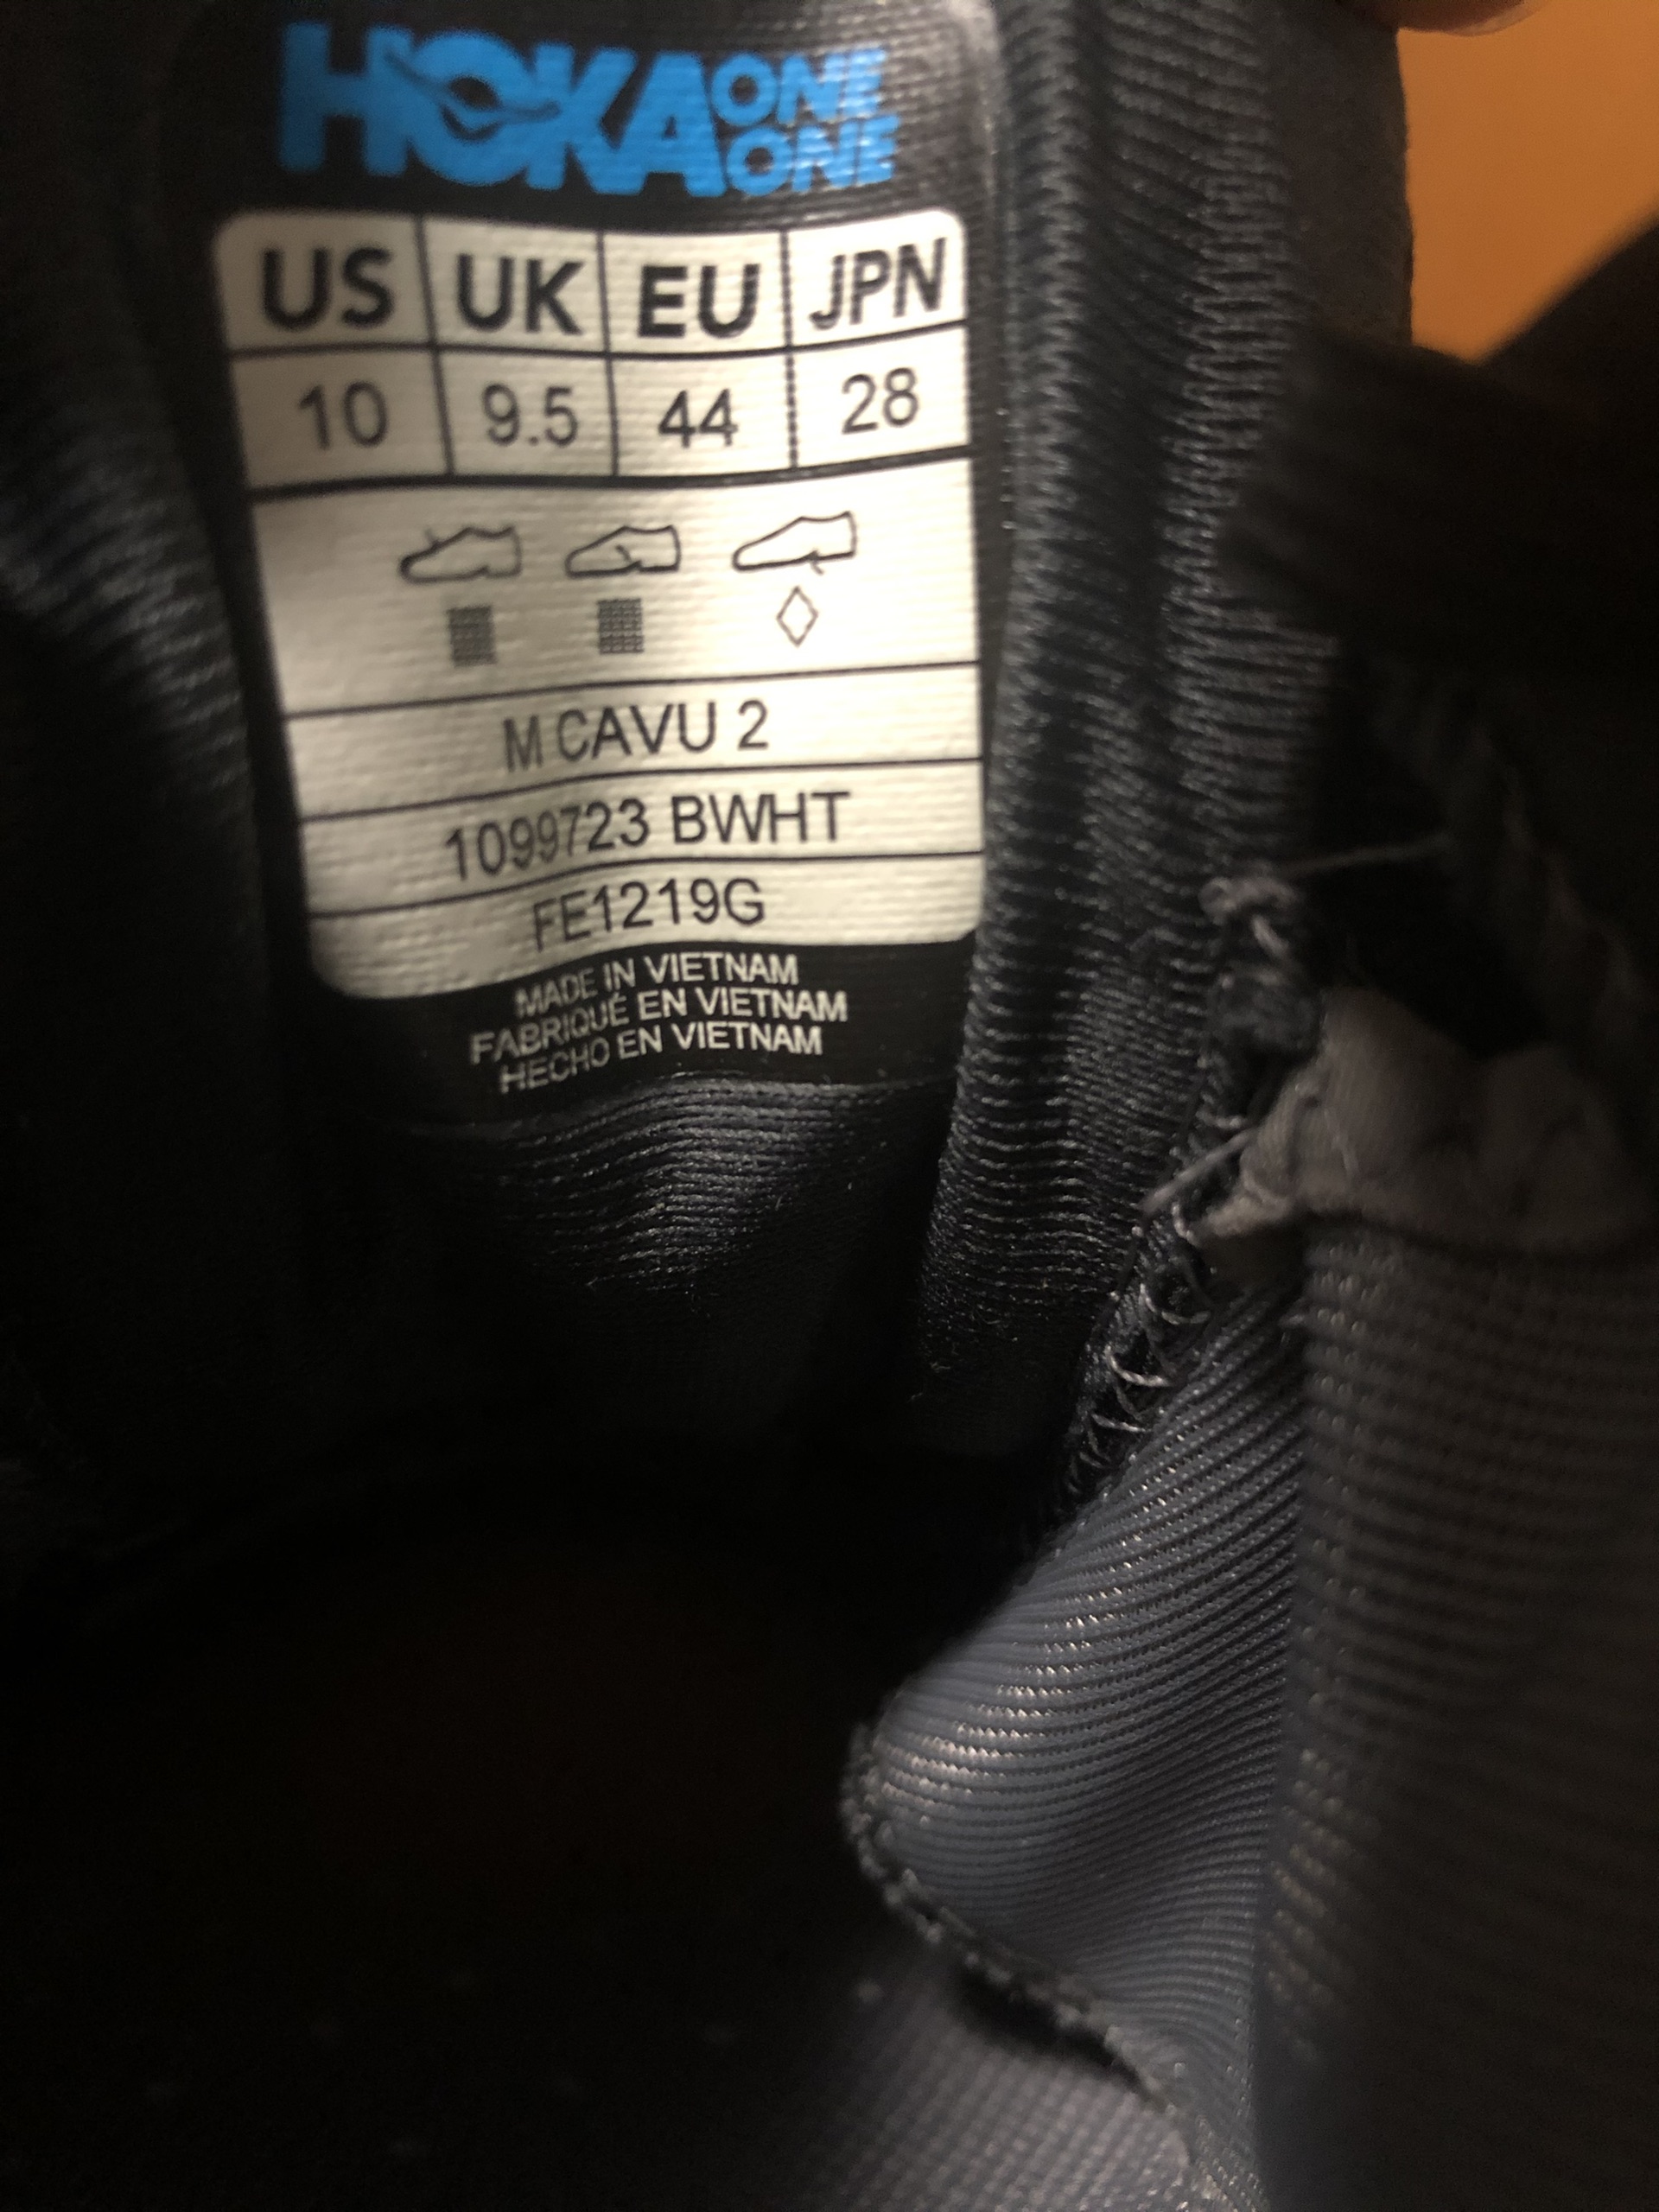 HOKA ONE ONE
US UK EU JPN
10 9.5 44 28
M CAVU 2
1099723 BWHT
FE1219G
MADE IN VIETNAM
FABRIQUÉ EN VIETNAM
HECHO EN VIETNAM